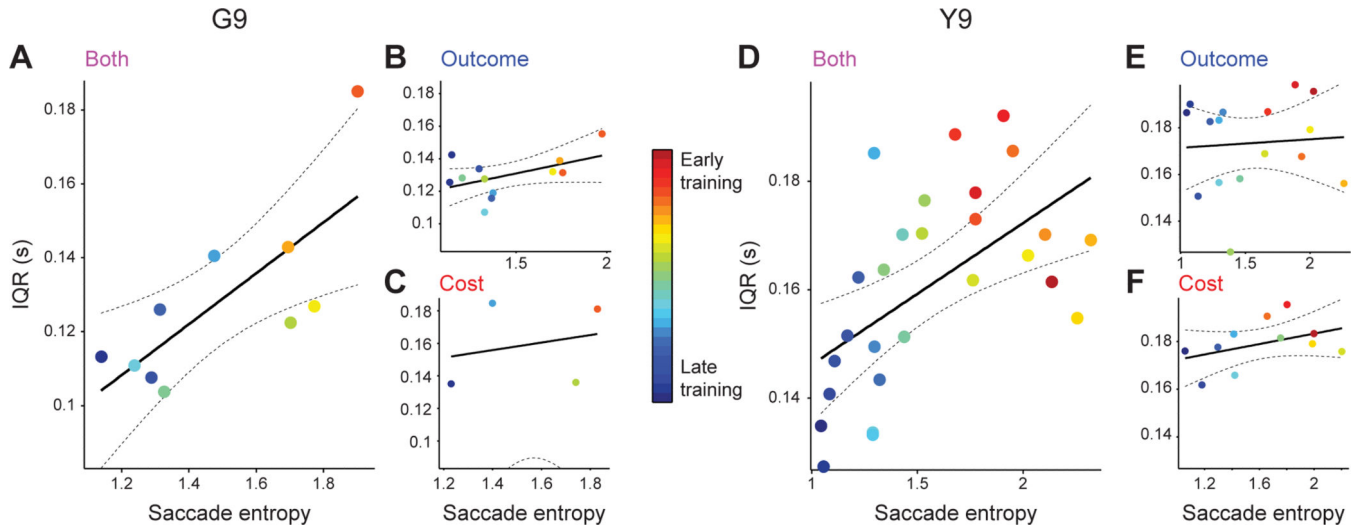 G9
Y9
A Both
0.18
0.16
0.14
0.12
0.1
IQR (s)
1.2 1.4 1.6 1.8
Saccade entropy
B Outcome
0.18
0.16
0.14
0.12
0.1
1.5 2
C Cost
0.18
0.16
0.14
0.12
0.1
1.2 1.4 1.6 1.8
Saccade entropy
Early
training
Late
training
D Both
0.18
0.16
0.14
IQR (s)
1 1.5 2
Saccade entropy
E Outcome
0.2
0.18
0.16
0.14
1 1.5 2
F Cost
0.2
0.18
0.16
0.14
1.2 1.6 2
Saccade entropy